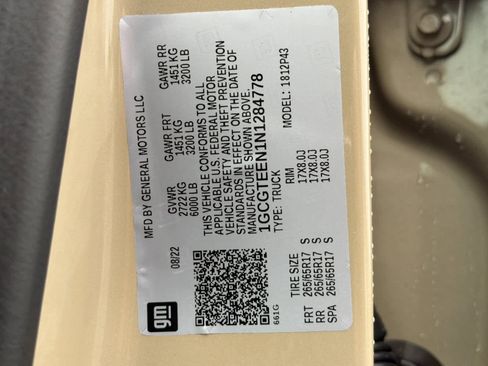 MFD BY GENERAL MOTORS LLC
08/22
GVWR
2722 KG
6000 LB
GAWR FRT
1451 KG
3200 LB
GAWR RR
1451 KG
3200 LB
THIS VEHICLE CONFORMS TO ALL
APPLICABLE U.S. FEDERAL MOTOR
VEHICLE SAFETY AND THEFT PREVENTION
STANDARDS IN EFFECT ON THE DATE OF
MANUFACTURE SHOWN ABOVE.
1GCGTEEN1N1284778
TYPE: TRUCK
MODEL: 1812P43
gm
661G
TIRE SIZE
RIM
FRT 265/65R17 S 17X8.0J
RR 265/65R17 S 17X8.0J
SPA 265/65R17 S 17X8.0J